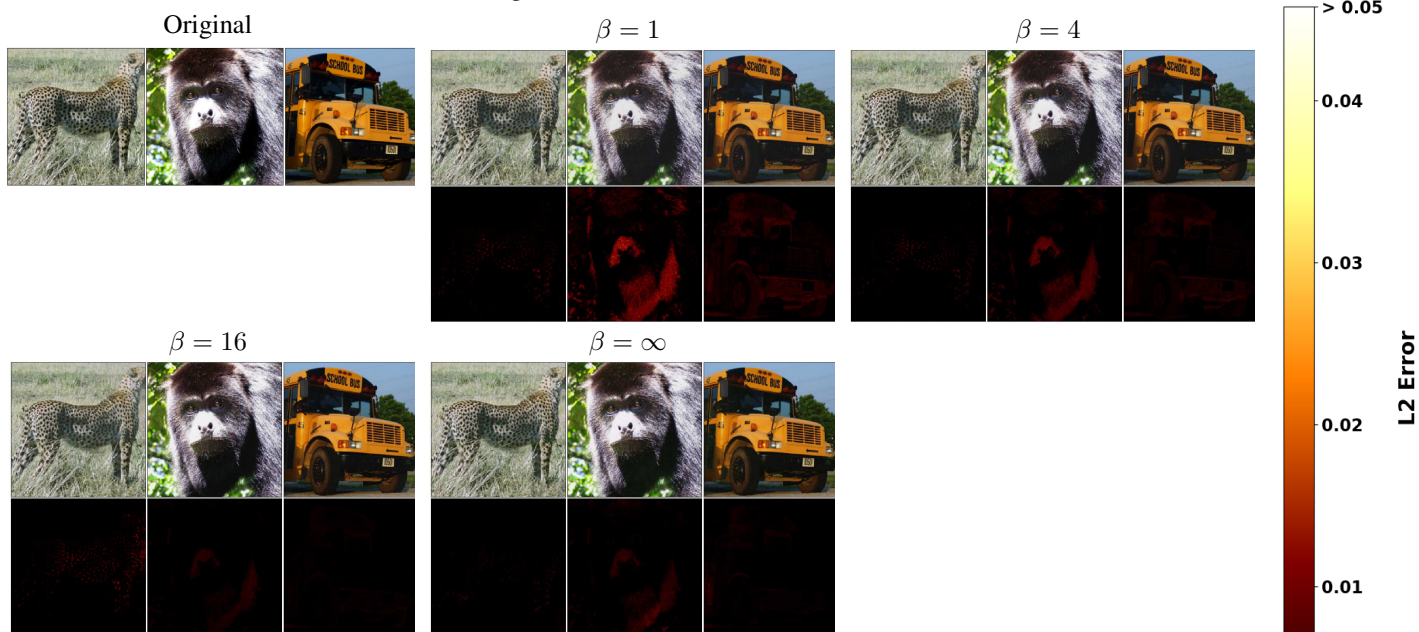 Original
β = 1
β = 4
SCHOOL BUS
SCHOOL BUS
SCHOOL BUS
β = 16
β = ∞
SCHOOL BUS
SCHOOL BUS
> 0.05
0.04
0.03
0.02
0.01
L2 Error